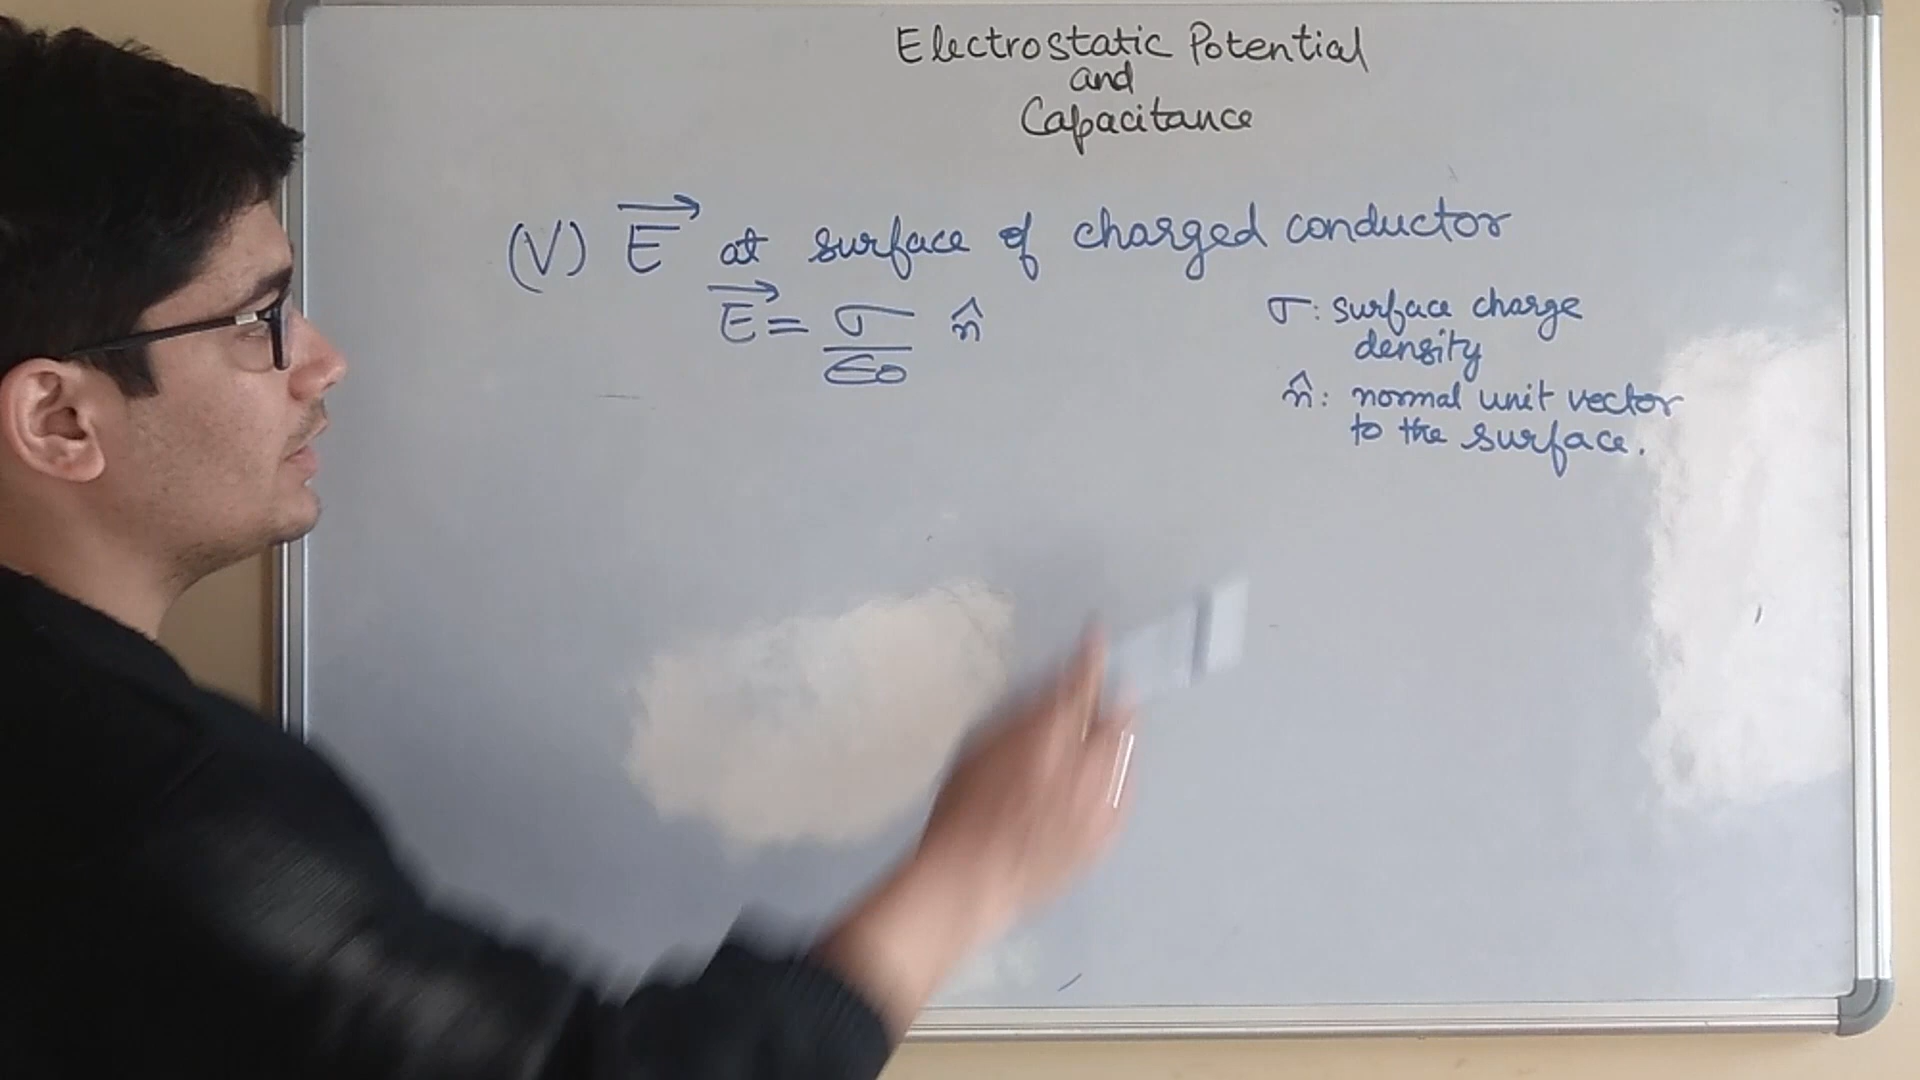 Electrostatic Potential
and
Capacitance
(V) E⃗ at surface of charged conductor
E⃗ = σ/ε0 n̂
σ: surface charge
density
n̂: normal unit vector
to the surface.